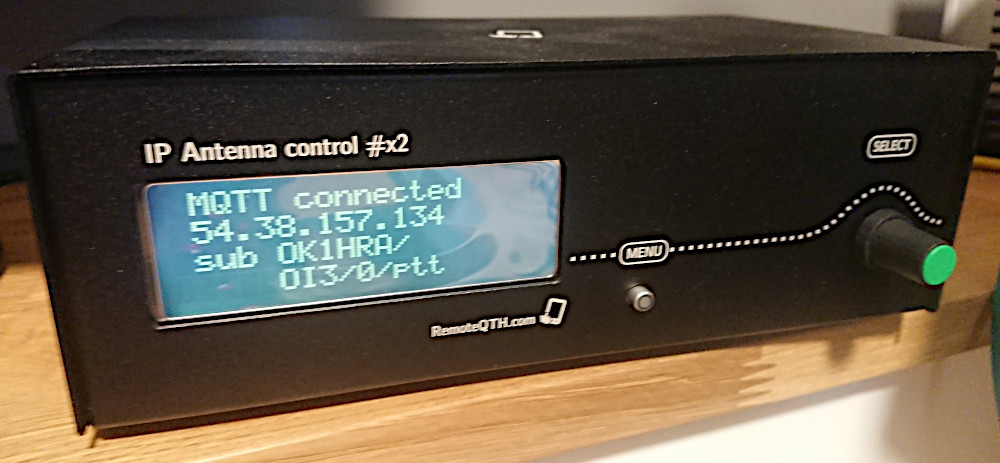 IP Antenna control #x2
SELECT
MQTT connected
54.38.157.134
sub OK1HRA/
OI3/0/ptt
MENU
RemoteQTH.com